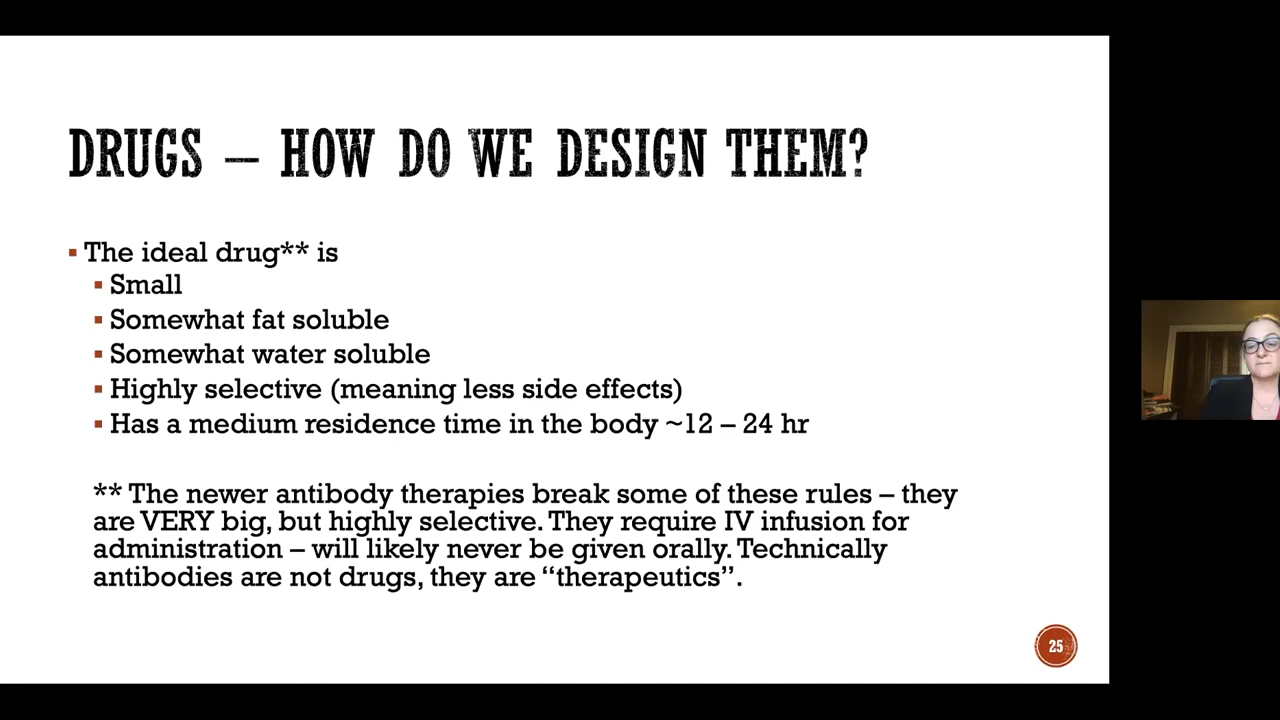 DRUGS – HOW DO WE DESIGN THEM?
▪ The ideal drug** is
▪ Small
▪ Somewhat fat soluble
▪ Somewhat water soluble
▪ Highly selective (meaning less side effects)
▪ Has a medium residence time in the body ~12 – 24 hr
** The newer antibody therapies break some of these rules – they
are VERY big, but highly selective. They require IV infusion for
administration – will likely never be given orally. Technically
antibodies are not drugs, they are “therapeutics”.
25